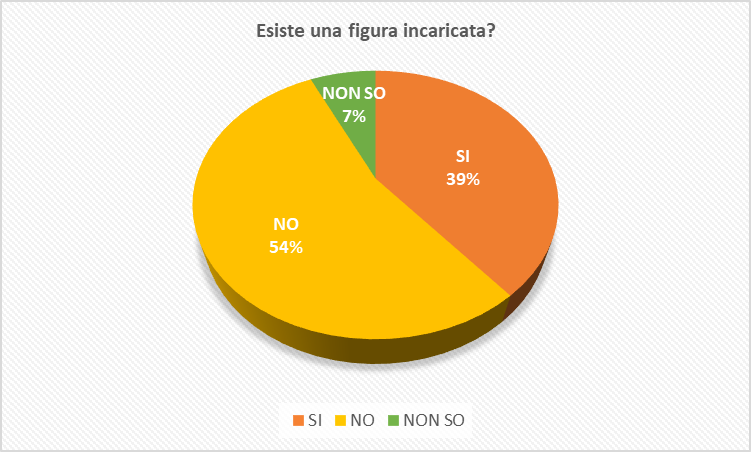 Esiste una figura incaricata?
NON SO
7%
SI
39%
NO
54%
SI NO NON SO